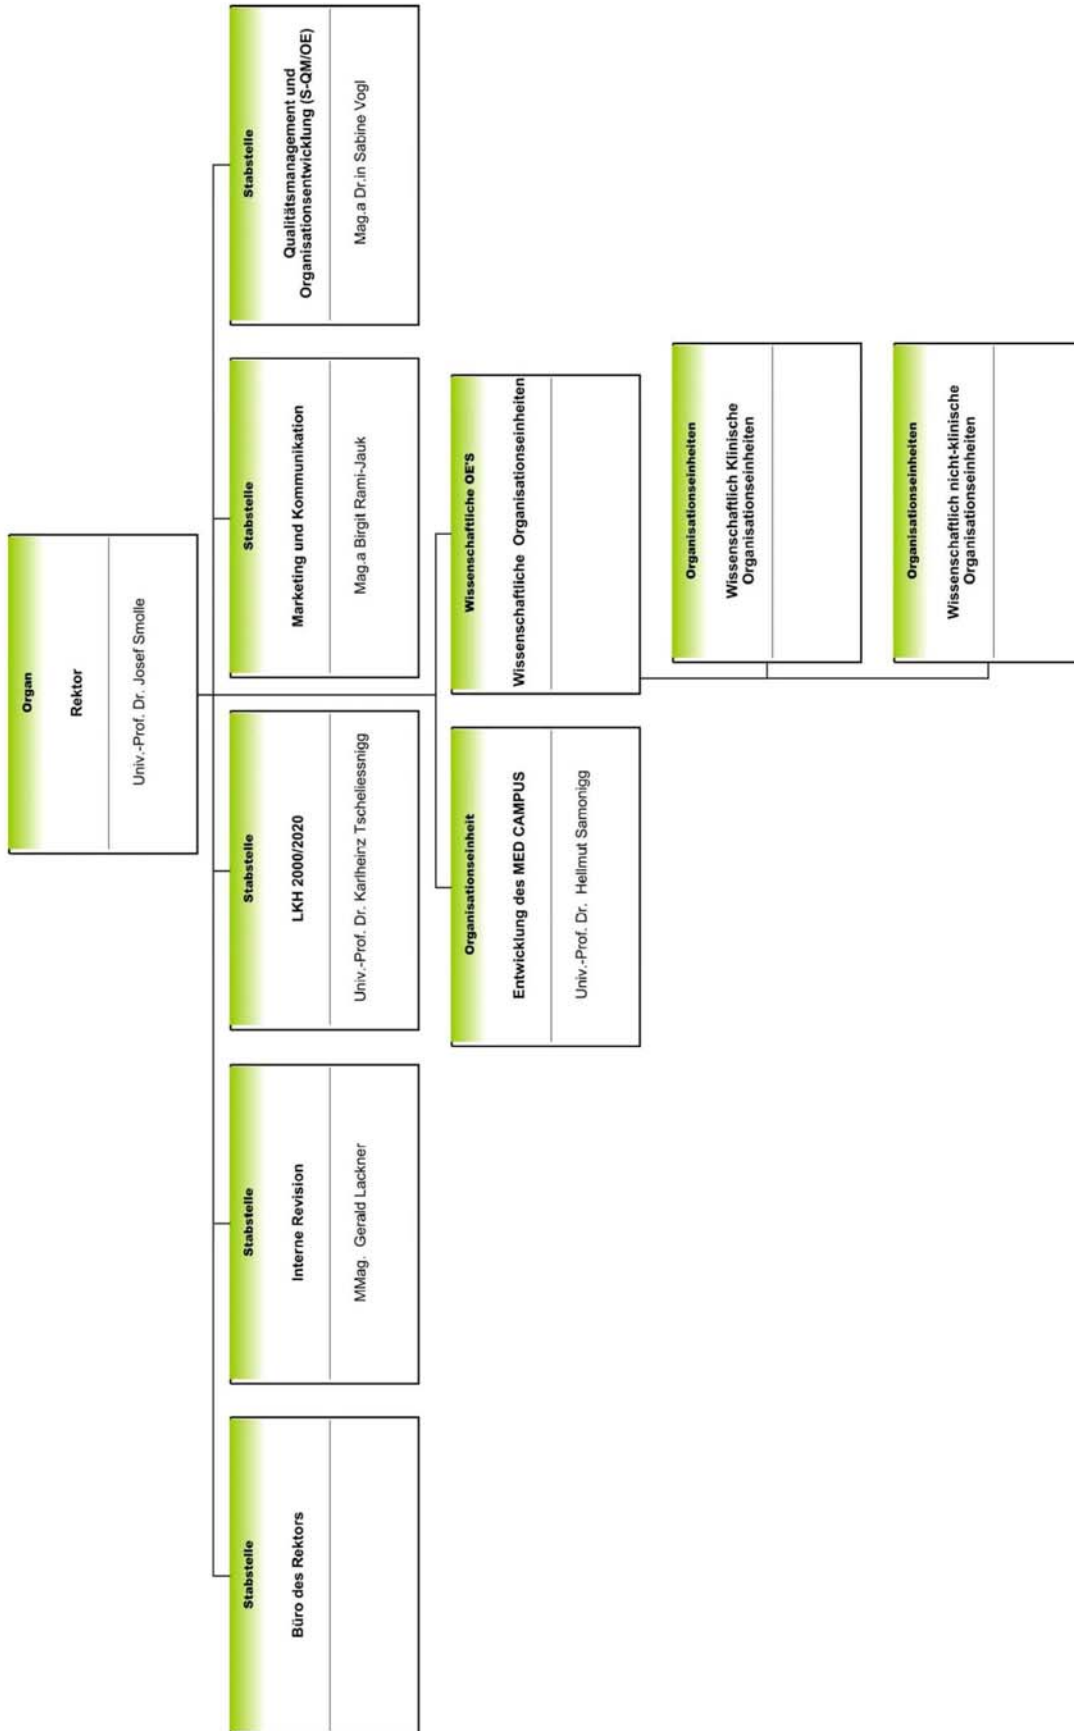 Organ
Rektor
Univ.-Prof. Dr. Josef Smolle
Stabstelle
Büro des Rektors
Stabstelle
Interne Revision
MMag. Gerald Lackner
Stabstelle
LKH 2000/2020
Univ.-Prof. Dr. Karlheinz Tscheliessnigg
Stabstelle
Marketing und Kommunikation
Mag.a Birgit Rami-Jauk
Stabstelle
Qualitätsmanagement und
Organisationsentwicklung (S-QM/OE)
Mag.a Dr.in Sabine Vogl
Organisationseinheit
Entwicklung des MED CAMPUS
Univ.-Prof. Dr. Hellmut Samonigg
Wissenschaftliche OE'S
Wissenschaftliche Organisationseinheiten
Organisationseinheiten
Wissenschaftlich Klinische
Organisationseinheiten
Organisationseinheiten
Wissenschaftlich nicht-klinische
Organisationseinheiten